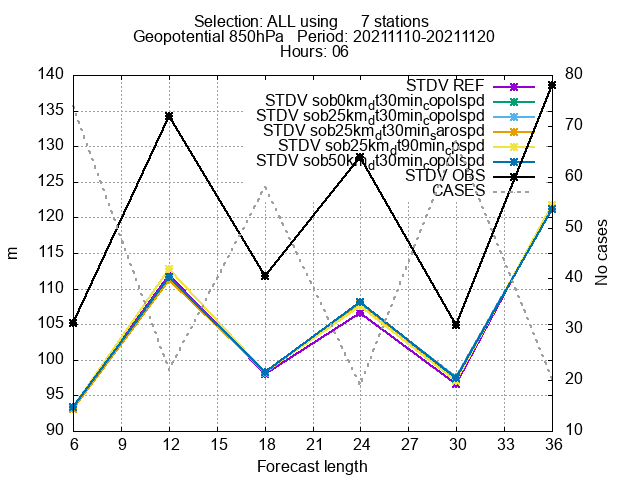 Selection: ALL using 7 stations
Geopotential 850hPa Period: 20211110-20211120
Hours: 06
140 80
STDV REF
135
STDV sob0km_dt30min_copolspd
STDV sob25km_dt30min_copolspd
130 70
STDV sob25km_dt30min_sarospd
STDV sob25km_dt90min_cpspd
125
STDV sob50km_dt30min_copolspd
STDV OBS 60
120
CASES
115 50
110 40
105 30
100
95 20
90 10
6 9 12 15 18 21 24 27 30 33 36
m
No cases
Forecast length